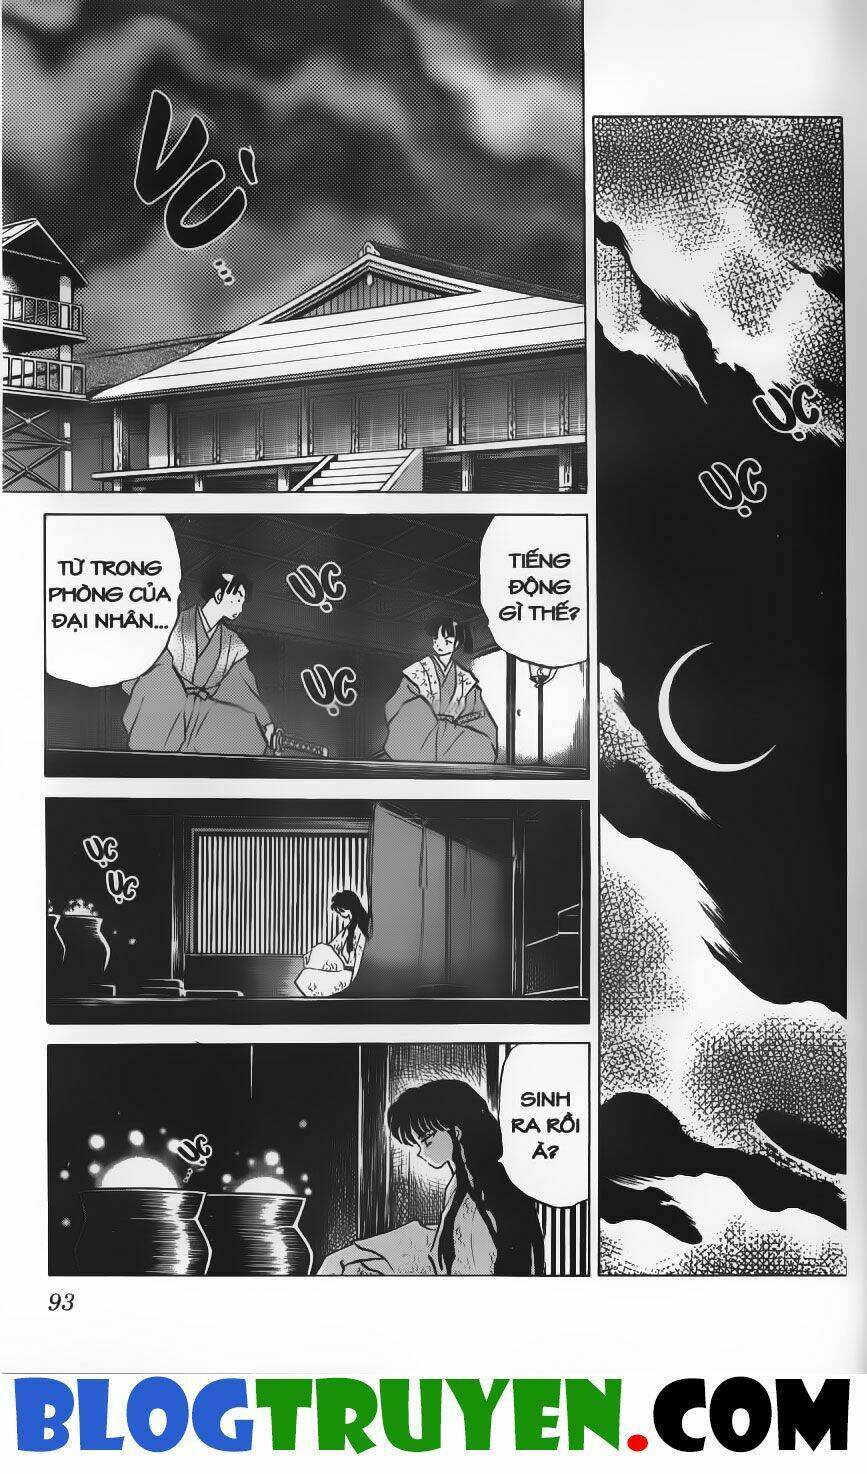 VÙ
...
ỤC
ỤC
TIẾNG
ĐỘNG
GÌ THẾ?
TỪ TRONG
PHÒNG CỦA
ĐẠI NHÂN...
ỤC
ỤC
ỤC
ỤC
SINH
RA RỒI
À?
ỤC
...
93
BLOGTRUYEN.COM